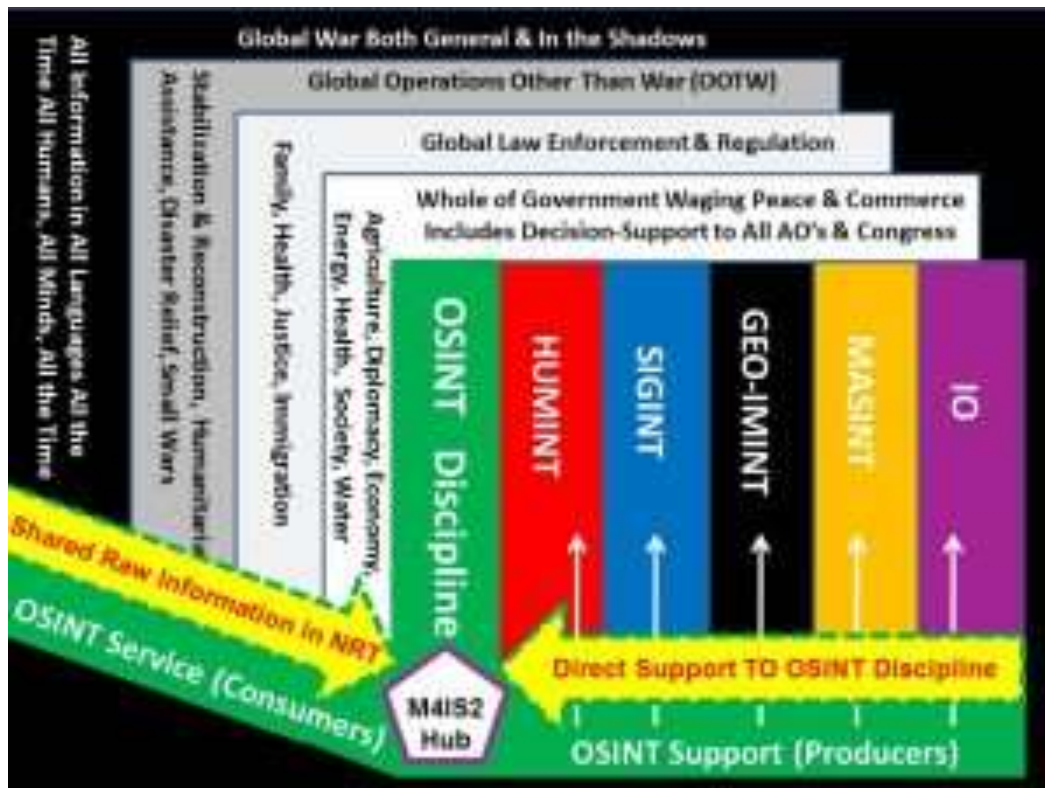 Global War Both General & In the Shadows
All Information in All Languages All the
Time All Humans, All Minds, All the Time
Global Operations Other Than War (OOTW)
Stabilization & Reconstruction, Humanitaria
Assistance, Disaster Relief, Small Wars
Global Law Enforcement & Regulation
Family, Health, Justice, Immigration
Whole of Government Waging Peace & Commerce
Includes Decision-Support to All AO's & Congress
Agriculture, Diplomacy, Economy,
Energy, Health, Society, Water
OSINT Discipline
HUMINT
SIGINT
GEO-IMINT
MASINT
IO
Shared Raw Information in NRT
OSINT Service (Consumers)
M4IS2
Hub
Direct Support TO OSINT Discipline
OSINT Support (Producers)